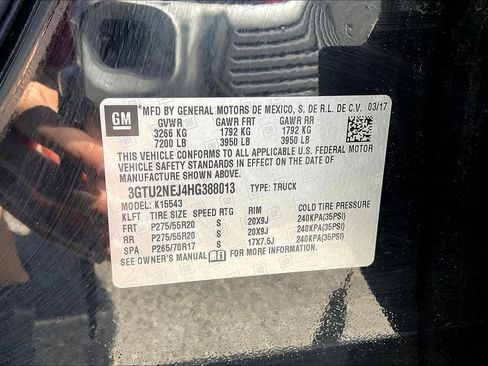 GM
MFD BY GENERAL MOTORS DE MEXICO, S. DE R.L. DE C.V. 03/17
GVWR GAWR FRT GAWR RR
3266 KG 1792 KG 1792 KG
7200 LB 3950 LB 3950 LB
THIS VEHICLE CONFORMS TO ALL APPLICABLE U.S. FEDERAL MOTOR
VEHICLE SAFETY STANDARDS IN EFFECT ON THE DATE OF
MANUFACTURE SHOWN ABOVE.
3GTU2NEJ4HG388013 TYPE: TRUCK
MODEL: K15543
KLFT TIRE SIZE SPEED RTG RIM COLD TIRE PRESSURE
FRT P275/55R20 S 20X9J 240KPA(35PSI)
RR P275/55R20 S 20X9J 240KPA(35PSI)
SPA P265/70R17 S 17X7.5J 240KPA(35PSI)
SEE OWNER'S MANUAL FOR MORE INFORMATION.